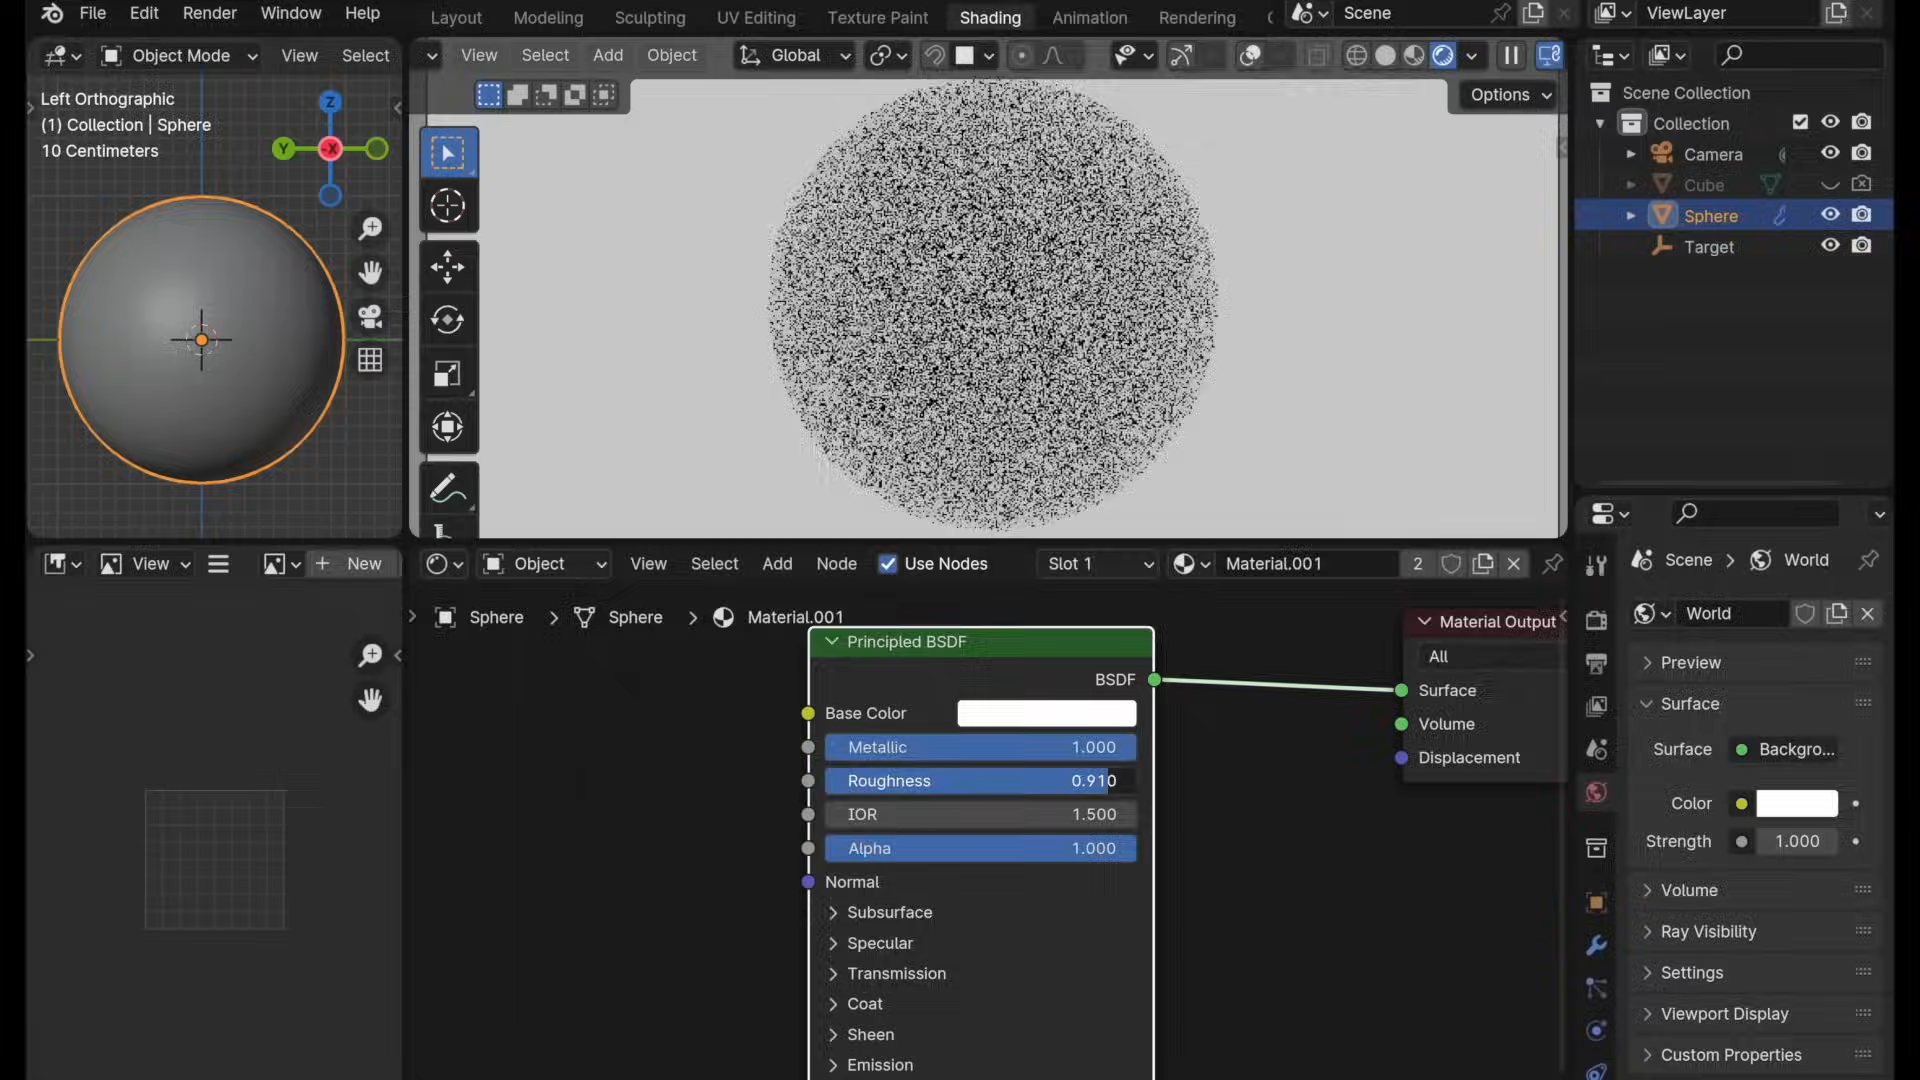 File Edit Render Window Help
Layout Modeling Sculpting UV Editing Texture Paint Shading Animation Rendering
Scene
ViewLayer
Object Mode View Select
View Select Add Object Global
Options
Left Orthographic
(1) Collection | Sphere
10 Centimeters
Z
Y
-X
Scene Collection
Collection
Camera
Cube
Sphere
Target
View
New
Object View Select Add Node Use Nodes Slot 1 Material.001 2
Sphere > Sphere > Material.001
Principled BSDF
BSDF
Base Color
Metallic 1.000
Roughness 0.910
IOR 1.500
Alpha 1.000
Normal
Subsurface
Specular
Transmission
Coat
Sheen
Emission
Material Output
All
Surface
Volume
Displacement
Scene > World
World
Preview
Surface
Surface Backgro...
Color
Strength 1.000
Volume
Ray Visibility
Settings
Viewport Display
Custom Properties